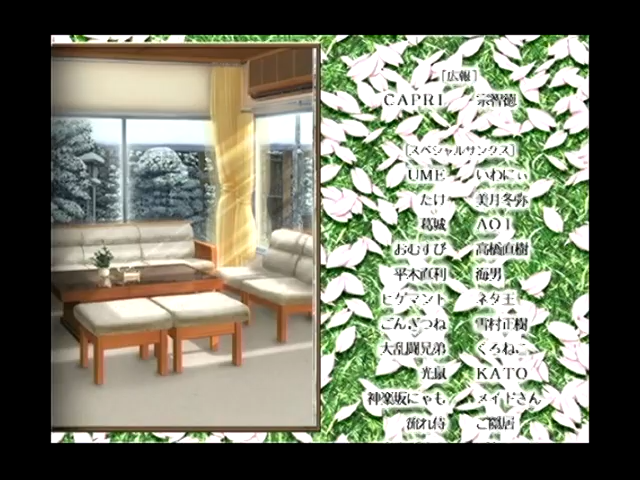 [広報]
CAPRI 宗智徳
[スペシャルサンクス]
UME いわにぃ
たけ 美月冬弥
葛城 AOI
おむすび 高橋直樹
平木直利 海男
ヒゲマント ネタ王
ごんぎつね 雪村正樹
大乱闘兄弟 くろねこ
光鼠 KATO
神楽坂にゃも メイドさん
流れ侍 ご隠居